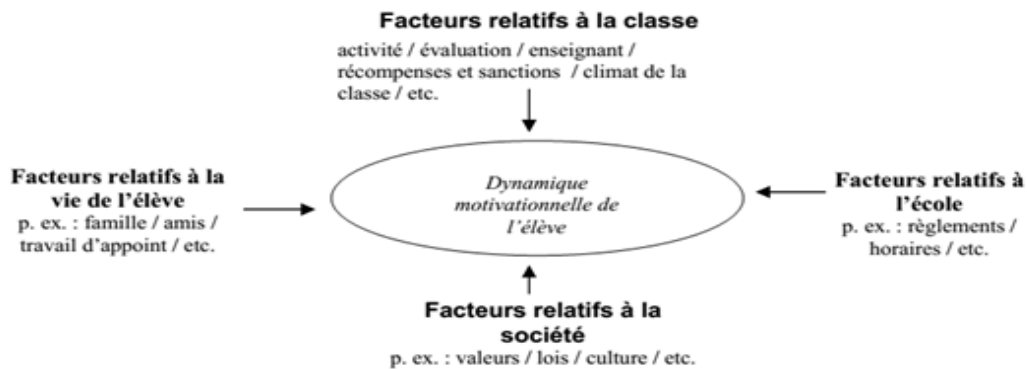 Facteurs relatifs à la classe
activité / évaluation / enseignant /
récompenses et sanctions / climat de la
classe / etc.
Facteurs relatifs à la
vie de l'élève
p. ex. : famille / amis /
travail d'appoint / etc.
Dynamique
motivationnelle de
l'élève
Facteurs relatifs à
l'école
p. ex. : règlements /
horaires / etc.
Facteurs relatifs à la
société
p. ex. : valeurs / lois / culture / etc.